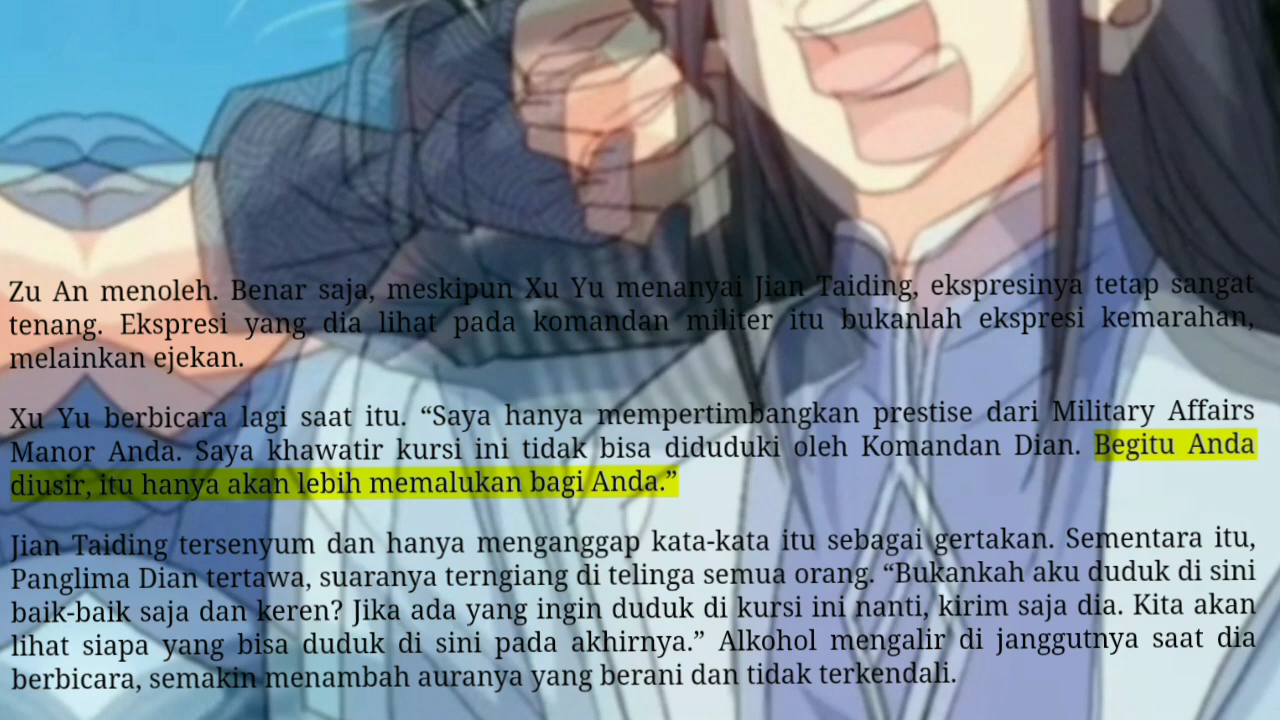 Zu An menoleh. Benar saja, meskipun Xu Yu menanyai Jian Taiding, ekspresinya tetap sangat
tenang. Ekspresi yang dia lihat pada komandan militer itu bukanlah ekspresi kemarahan,
melainkan ejekan.
Xu Yu berbicara lagi saat itu. “Saya hanya mempertimbangkan prestise dari Military Affairs
Manor Anda. Saya khawatir kursi ini tidak bisa diduduki oleh Komandan Dian. Begitu Anda
diusir, itu hanya akan lebih memalukan bagi Anda.”
Jian Taiding tersenyum dan hanya menganggap kata-kata itu sebagai gertakan. Sementara itu,
Panglima Dian tertawa, suaranya terngiang di telinga semua orang. “Bukankah aku duduk di sini
baik-baik saja dan keren? Jika ada yang ingin duduk di kursi ini nanti, kirim saja dia. Kita akan
lihat siapa yang bisa duduk di sini pada akhirnya.” Alkohol mengalir di janggutnya saat dia
berbicara, semakin menambah auranya yang berani dan tidak terkendali.